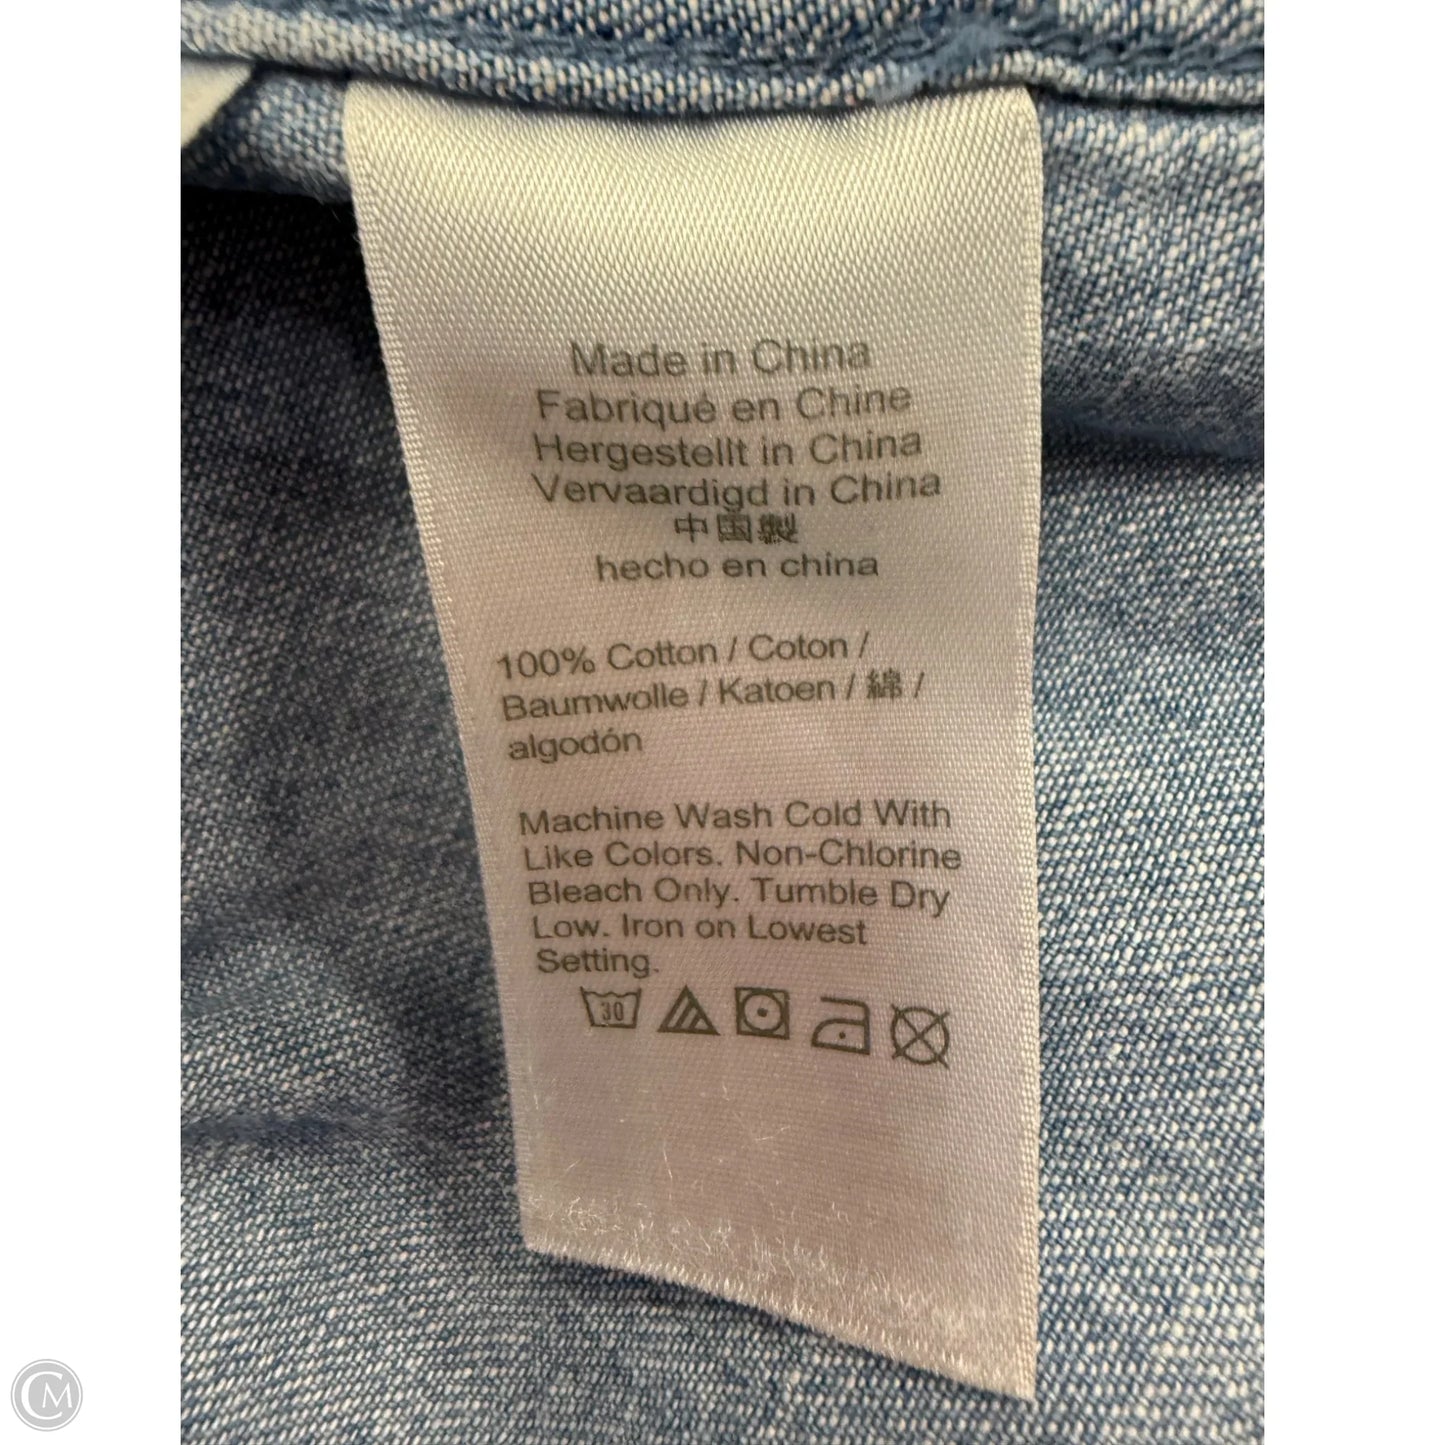 Made in China
Fabriqué en Chine
Hergestellt in China
Vervaardigd in China
中国製
hecho en china
100% Cotton / Coton /
Baumwolle / Katoen / 綿 /
algodón
Machine Wash Cold With
Like Colors. Non-Chlorine
Bleach Only. Tumble Dry
Low. Iron on Lowest
Setting.
30
CM